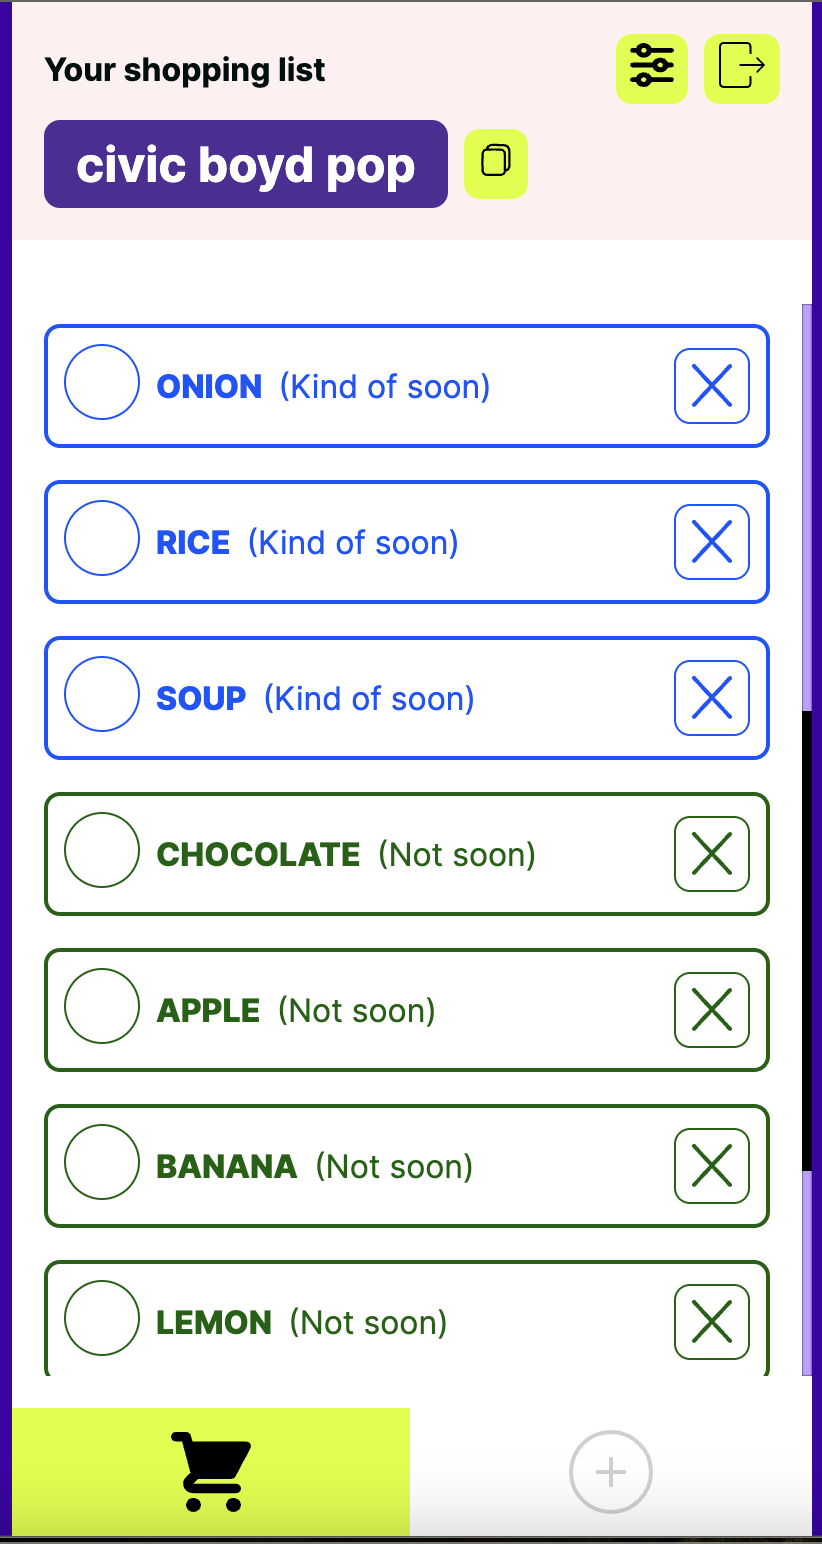 Your shopping list
civic boyd pop
ONION (Kind of soon)
RICE (Kind of soon)
SOUP (Kind of soon)
CHOCOLATE (Not soon)
APPLE (Not soon)
BANANA (Not soon)
LEMON (Not soon)